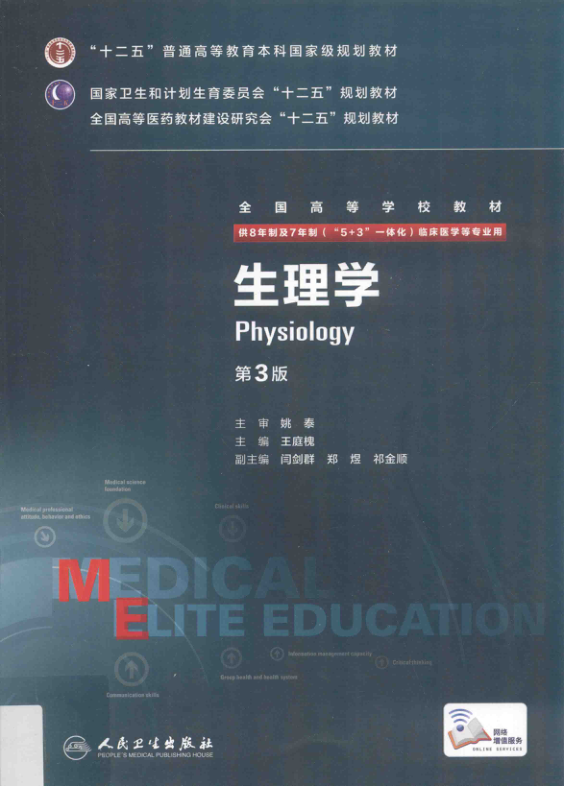 “十二五”普通高等教育本科国家级规划教材
国家卫生和计划生育委员会“十二五”规划教材
全国高等医药教材建设研究会“十二五”规划教材
全国高等学校教材
供8年制及7年制（“5+3”一体化）临床医学等专业用
生理学
Physiology
第3版
主审 姚泰
主编 王庭槐
副主编 闫剑群 郑煜 祁金顺
Medical science
foundation
Medical professional
attitude, behavior and ethics
Clinical skills
MEDICAL
ELITE EDUCATION
Information management capacity
Critical thinking
Group health and health system
Communication skills
人民卫生出版社
PEOPLE'S MEDICAL PUBLISHING HOUSE
网络
增值服务
ONLINE SERVICES